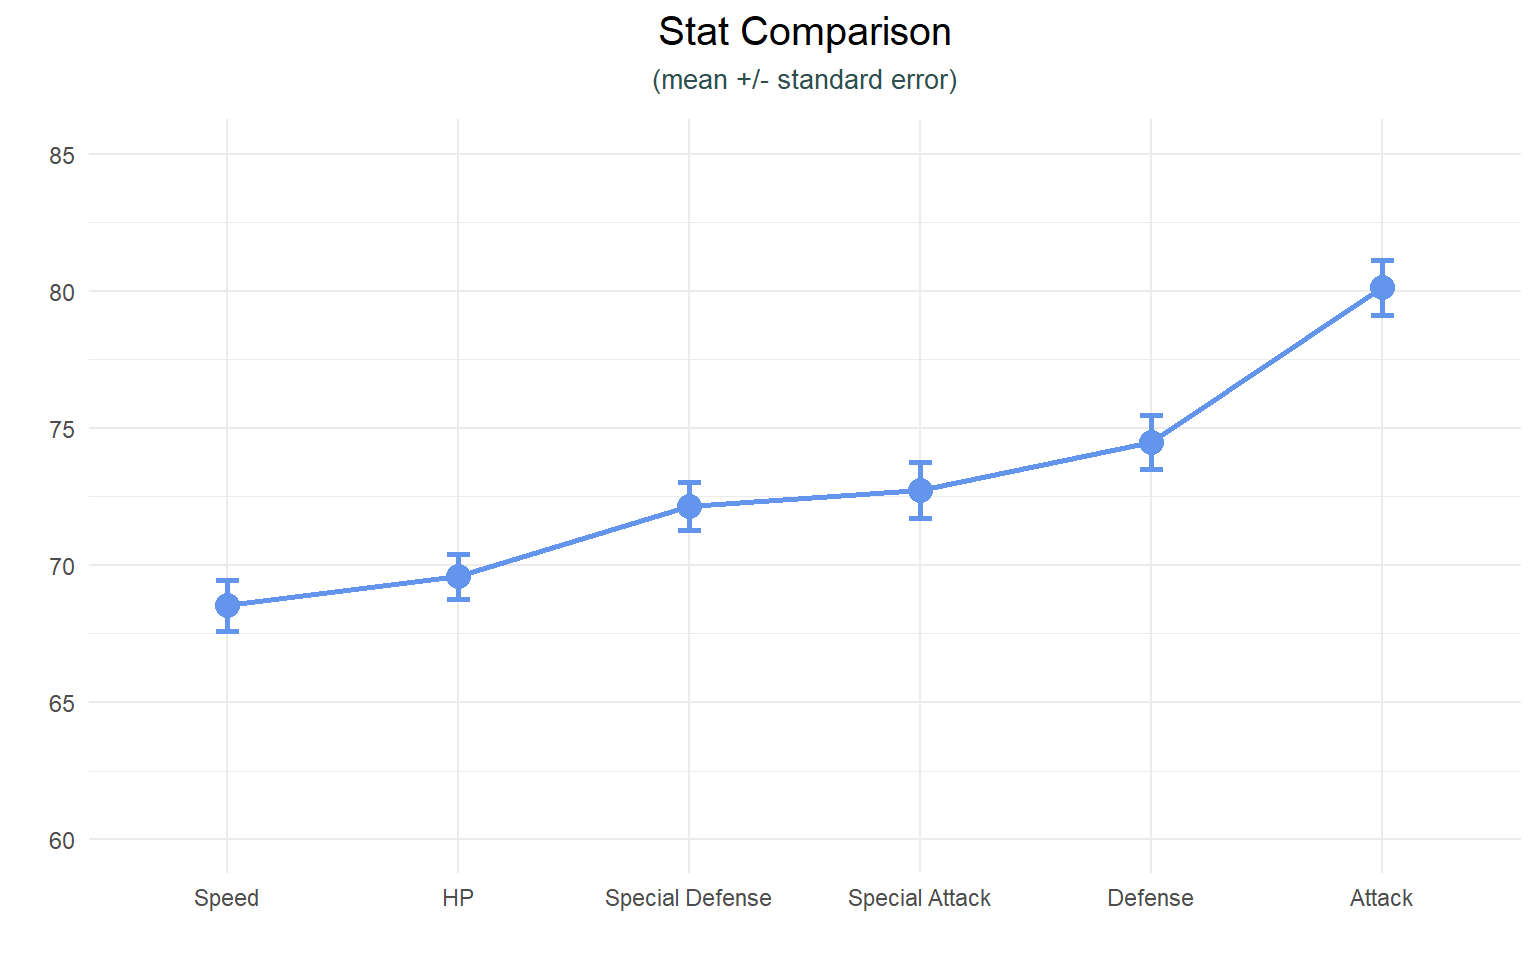 Stat Comparison
(mean +/- standard error)
85
80
75
70
65
60
Speed HP Special Defense Special Attack Defense Attack